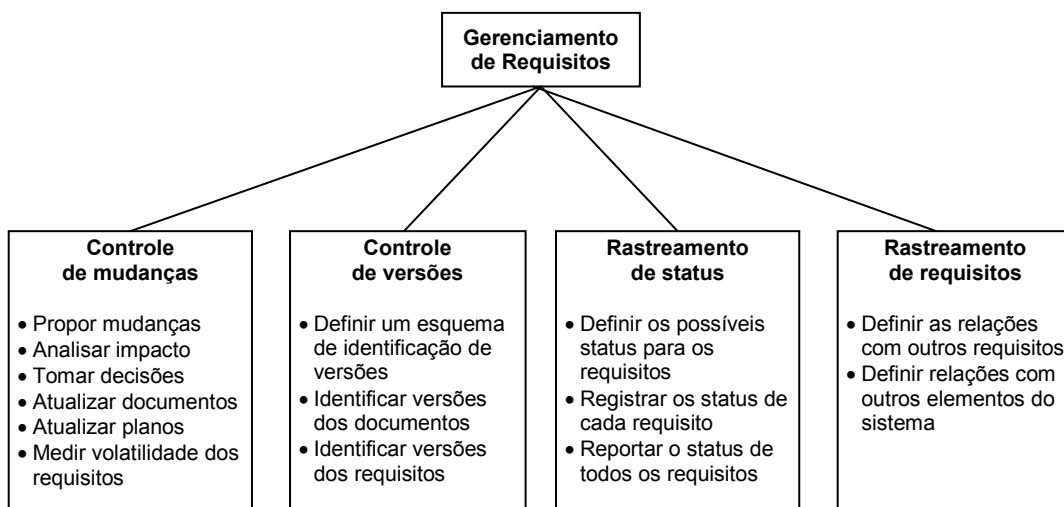 Gerenciamento
de Requisitos
Controle
de mudanças
• Propor mudanças
• Analisar impacto
• Tomar decisões
• Atualizar documentos
• Atualizar planos
• Medir volatilidade dos
requisitos
Controle
de versões
• Definir um esquema
de identificação de
versões
• Identificar versões
dos documentos
• Identificar versões
dos requisitos
Rastreamento
de status
• Definir os possíveis
status para os
requisitos
• Registrar os status de
cada requisito
• Reportar o status de
todos os requisitos
Rastreamento
de requisitos
• Definir as relações
com outros requisitos
• Definir relações com
outros elementos do
sistema